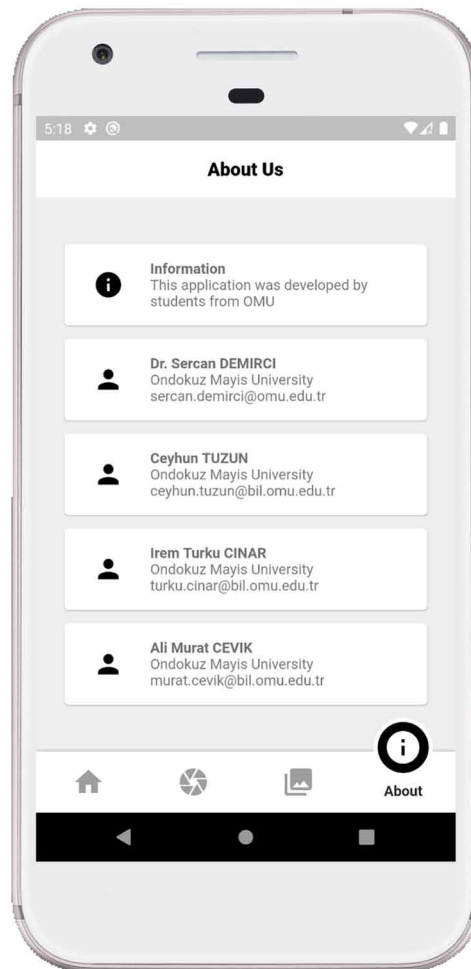 5:18
About Us
Information
This application was developed by
students from OMU
Dr. Sercan DEMIRCI
Ondokuz Mayis University
sercan.demirci@omu.edu.tr
Ceyhun TUZUN
Ondokuz Mayis University
ceyhun.tuzun@bil.omu.edu.tr
Irem Turku CINAR
Ondokuz Mayis University
turku.cinar@bil.omu.edu.tr
Ali Murat CEVIK
Ondokuz Mayis University
murat.cevik@bil.omu.edu.tr
About